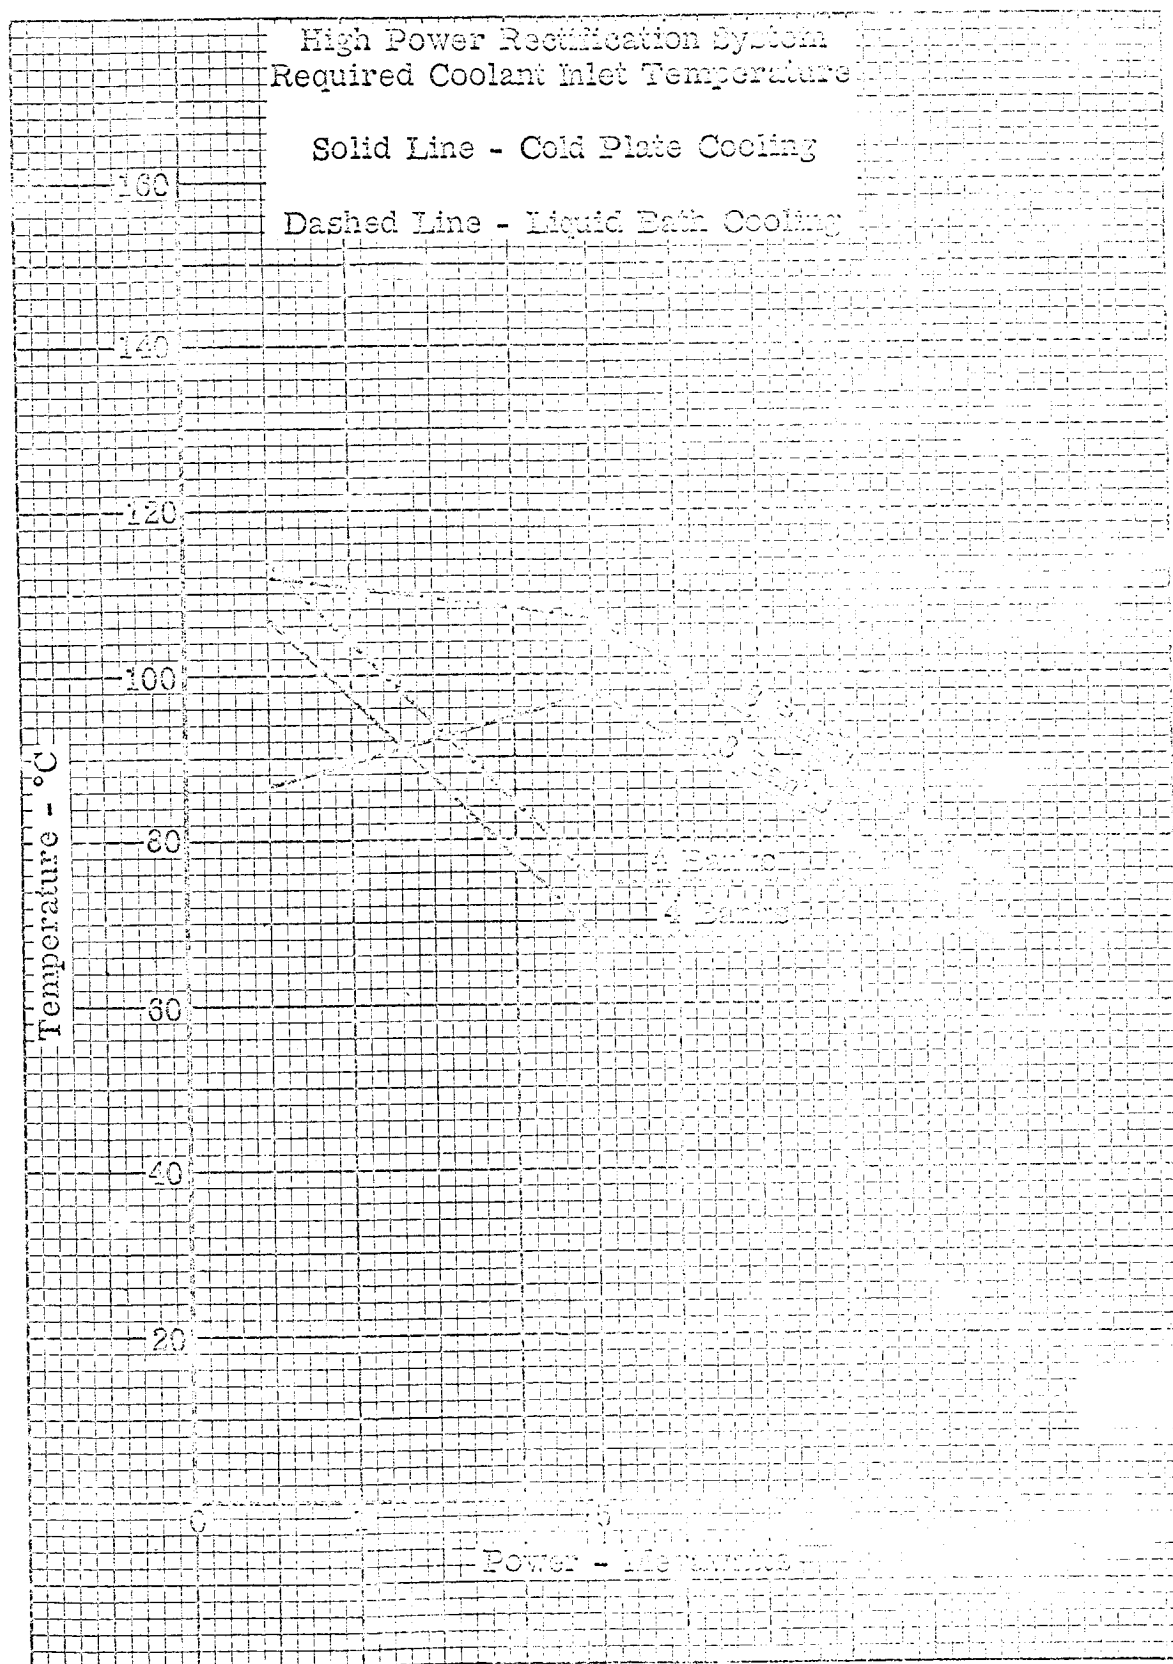 High Power Rectification System
Required Coolant Inlet Temperature
Solid Line - Cold Plate Cooling
Dashed Line - Liquid Bath Cooling
160
140
120
100
80
60
40
20
Temperature - °C
4 Banks
4 Banks
0
5
Power - Megawatts